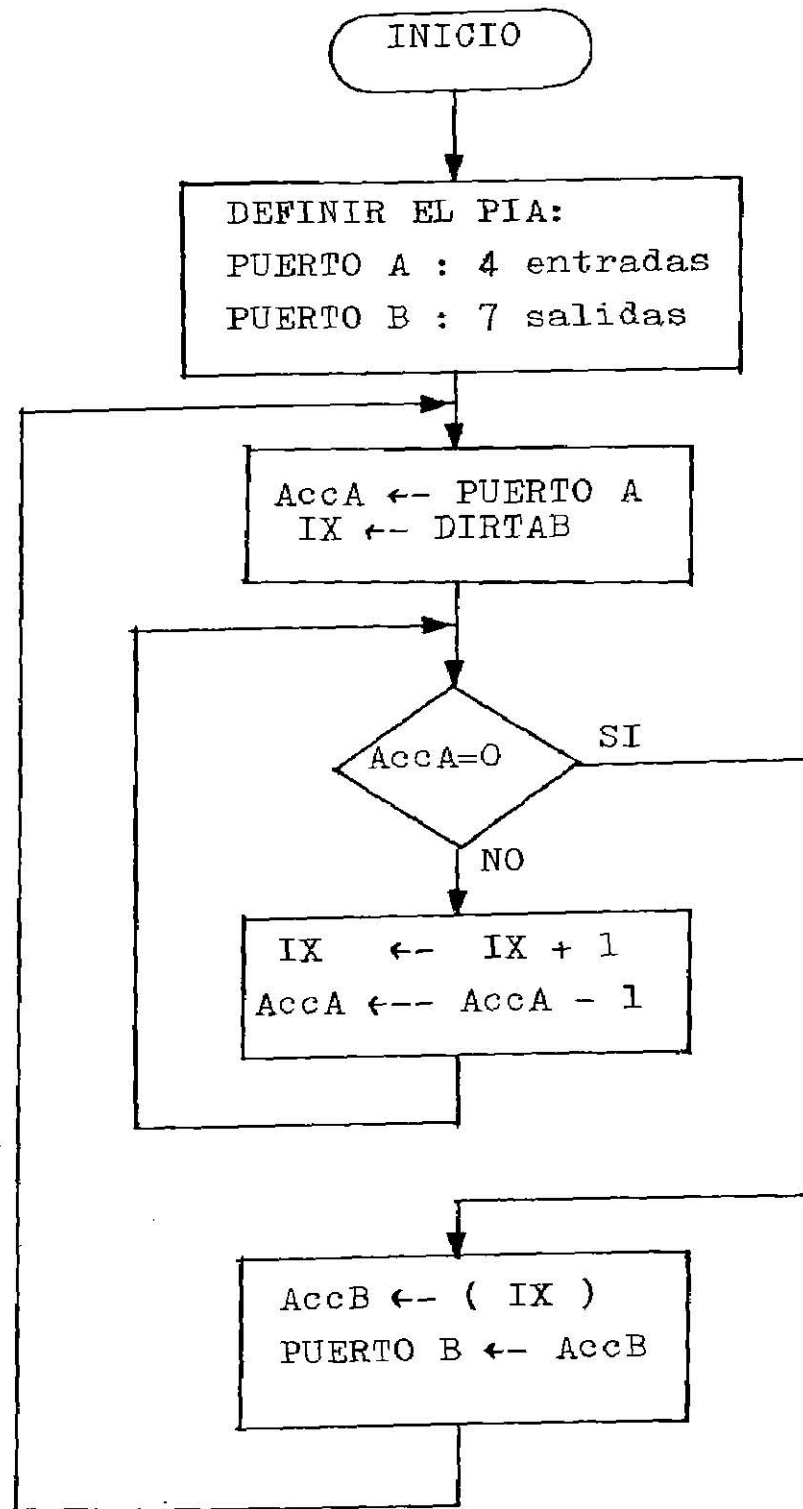 INICIO
DEFINIR EL PIA:
PUERTO A : 4 entradas
PUERTO B : 7 salidas
AccA ←- PUERTO A
IX ←- DIRTAB
AccA=0
SI
NO
IX ←- IX + 1
AccA ←-- AccA - 1
AccB ←- ( IX )
PUERTO B ←- AccB